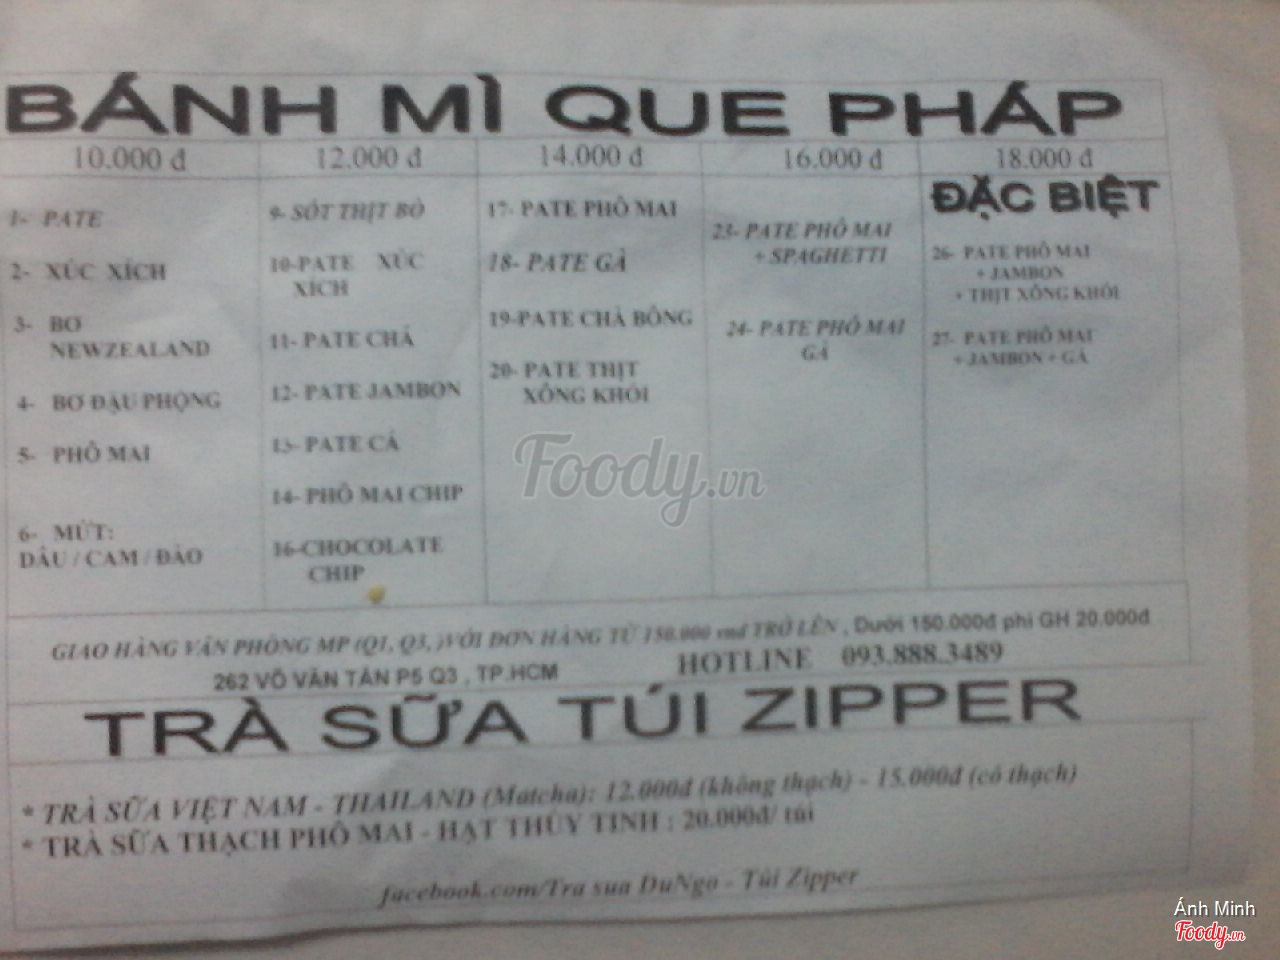 BÁNH MÌ QUE PHÁP
10.000 đ
1- PATE
2- XÚC XÍCH
3- BƠ
NEWZEALAND
4- BƠ ĐẬU PHỌNG
5- PHÔ MAI
6- MỨT:
DÂU / CAM / ĐÀO
12.000 đ
9- SỐT THỊT BÒ
10-PATE XÚC
XÍCH
11- PATE CHẢ
12- PATE JAMBON
13- PATE CÁ
14- PHÔ MAI CHIP
16-CHOCOLATE
CHIP
14.000 đ
17- PATE PHÔ MAI
18- PATE GÀ
19-PATE CHÀ BÔNG
20- PATE THỊT
XÔNG KHÓI
16.000 đ
23- PATE PHÔ MAI
+ SPAGHETTI
24- PATE PHÔ MAI
GÀ
18.000 đ
ĐẶC BIỆT
26- PATE PHÔ MAI
+ JAMBON
+ THỊT XÔNG KHÓI
27- PATE PHÔ MAI
+ JAMBON + GÀ
GIAO HÀNG VĂN PHÒNG MP (Q1, Q3, )VỚI ĐƠN HÀNG TỪ 150.000 vnđ TRỞ LÊN , Dưới 150.000đ phí GH 20.000đ
262 VÕ VĂN TẦN P5 Q3 , TP.HCM HOTLINE 093.888.3489
TRÀ SỮA TÚI ZIPPER
* TRÀ SỮA VIỆT NAM - THAILAND (Matcha): 12.000đ (không thạch) - 15.000đ (có thạch)
* TRÀ SỮA THẠCH PHÔ MAI - HẠT THỦY TINH : 20.000đ/ túi
facebook.com/Tra sua DuNgo - Túi Zipper
Foody.vn
Ánh Minh
Foody.vn